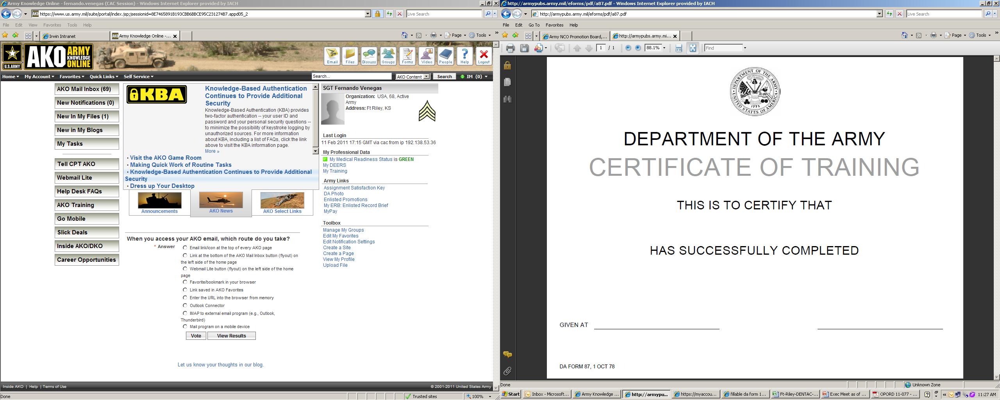 Army Knowledge Online - fernando.venegas (CAC Session) - Windows Internet Explorer provided by IACH
https://www.us.army.mil/suite/portal/index.jsp;jsessionid=8E7465891B193CBB6BBCE95C231274B7.appd05_2
Live Search
File Edit View Favorites Tools Help
Irwin Intranet
Army Knowledge Online -...
Page Tools
U.S.ARMY
AKO ARMY KNOWLEDGE ONLINE
9+
Email Files Discuss Groups Forms Video People Help Logout
Home My Account Favorites Quick Links Self Service
Search... AKO Content Search IM (0)
AKO Mail Inbox (69)
New Notifications (0)
New In My Files (1)
New in My Blogs
My Tasks
Tell CPT AKO
Webmail Lite
Help Desk FAQs
AKO Training
Go Mobile
Slick Deals
Inside AKO/DKO
Career Opportunities
KBA
Knowledge-Based Authentication
Continues to Provide Additional
Security
Knowledge-Based Authentication (KBA) provides
two-factor authentication -- your user ID and
password and your personal security questions --
to minimize the possibility of keystroke logging by
unauthorized sources. For more information
about KBA, including a list of FAQs, click the link
above to visit the KBA information page.
More »
• Visit the AKO Game Room
• Making Quick Work of Routine Tasks
• Knowledge-Based Authentication Continues to Provide Additional
Security
• Dress up Your Desktop
Announcements AKO News AKO Select Links
When you access your AKO email, which route do you take?
* Answer
Email link/icon at the top of every AKO page
Link at the bottom of the AKO Mail Inbox button (flyout) on
the left side of the home page
Webmail Lite button (flyout) on the left side of the home
page
Favorite/bookmark in your browser
Link saved in AKO Favorites
Enter the URL into the browser from memory
Outlook Connector
IMAP to external email program (e.g., Outlook,
Thunderbird)
Mail program on a mobile device
Vote View Results
Let us know your thoughts in our blog.
SGT Fernando Venegas
Organization: USA, 68, Active
Army
Address: Ft Riley, KS
Last Login
11 Feb 2011 17:15 GMT via cac from ip 192.138.53.36
My Professional Data
My Medical Readiness Status is GREEN
My DEERS
My Training
Army Links
Assignment Satisfaction Key
DA Photo
Enlisted Promotions
My ERB: Enlisted Record Brief
MyPay
Toolbox
Manage My Groups
Edit My Favorites
Edit Notification Settings
Create a Site
Create a Page
View My Profile
Upload File
Inside AKO | Help | Terms of Use
© 2001-2011 United States Army
Done
Trusted sites
100%
http://armypubs.army.mil/eforms/pdf/a87.pdf - Windows Internet Explorer provided by IACH
http://armypubs.army.mil/eforms/pdf/a87.pdf
Live Search
File Edit Go To Favorites Help
Army NCO Promotion Board,...
http://armypubs.army.mi...
Page Tools
1 / 1 88.1% Find
DEPARTMENT OF THE ARMY
UNITED STATES OF AMERICA
1775
DEPARTMENT OF THE ARMY
CERTIFICATE OF TRAINING
THIS IS TO CERTIFY THAT
HAS SUCCESSFULLY COMPLETED
GIVEN AT
DA FORM 87, 1 OCT 78
Done
Unknown Zone
Start
Inbox - Microsoft...
Army Knowledge ...
http://armypu...
https://myaccou...
fillable da form 1...
Ft-Riley-DENTAC-...
Exec Meet as of ...
OPORD 11-077 - ...
11:27 AM